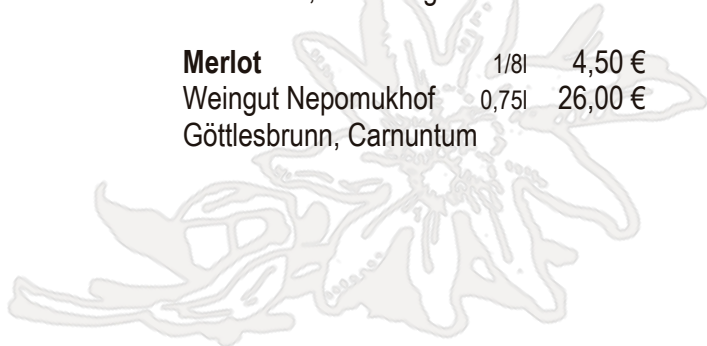 Merlot 1/8l 4,50 €
Weingut Nepomukhof 0,75l 26,00 €
Göttlesbrunn, Carnuntum